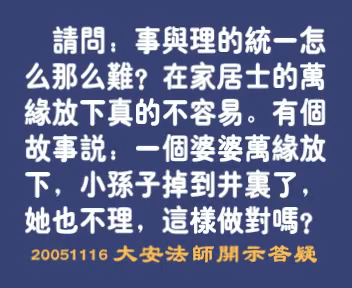 請問：事與理的統一怎
么那么難？在家居士的萬
緣放下真的不容易。有個
故事説：一個婆婆萬緣放
下，小孫子掉到井裏了，
她也不理，這樣做對嗎？
20051116 大安法師開示答疑